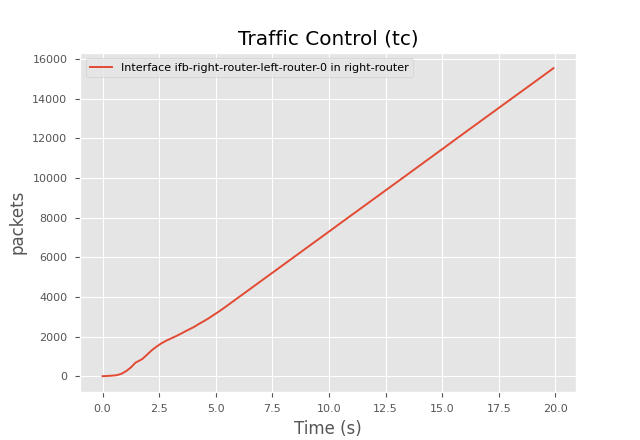 Traffic Control (tc)
Interface ifb-right-router-left-router-0 in right-router
16000
14000
12000
10000
8000
6000
4000
2000
0
packets
0.0 2.5 5.0 7.5 10.0 12.5 15.0 17.5 20.0
Time (s)